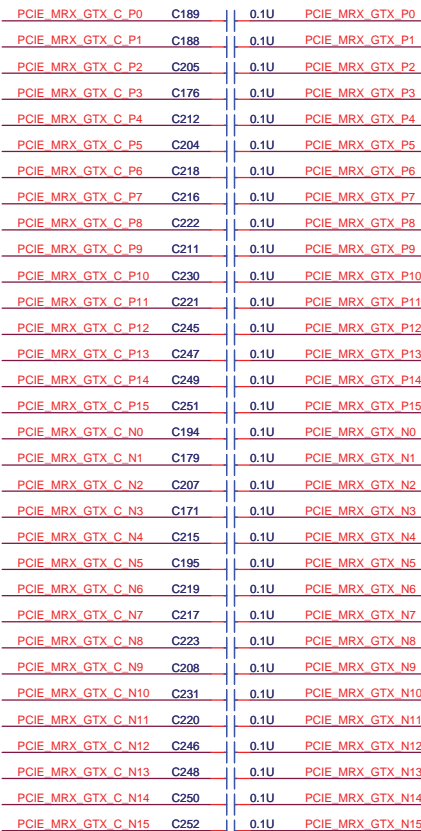 PCIE_MRX_GTX_C_P0 C189 0.1U PCIE_MRX_GTX_P0
PCIE_MRX_GTX_C_P1 C188 0.1U PCIE_MRX_GTX_P1
PCIE_MRX_GTX_C_P2 C205 0.1U PCIE_MRX_GTX_P2
PCIE_MRX_GTX_C_P3 C176 0.1U PCIE_MRX_GTX_P3
PCIE_MRX_GTX_C_P4 C212 0.1U PCIE_MRX_GTX_P4
PCIE_MRX_GTX_C_P5 C204 0.1U PCIE_MRX_GTX_P5
PCIE_MRX_GTX_C_P6 C218 0.1U PCIE_MRX_GTX_P6
PCIE_MRX_GTX_C_P7 C216 0.1U PCIE_MRX_GTX_P7
PCIE_MRX_GTX_C_P8 C222 0.1U PCIE_MRX_GTX_P8
PCIE_MRX_GTX_C_P9 C211 0.1U PCIE_MRX_GTX_P9
PCIE_MRX_GTX_C_P10 C230 0.1U PCIE_MRX_GTX_P10
PCIE_MRX_GTX_C_P11 C221 0.1U PCIE_MRX_GTX_P11
PCIE_MRX_GTX_C_P12 C245 0.1U PCIE_MRX_GTX_P12
PCIE_MRX_GTX_C_P13 C247 0.1U PCIE_MRX_GTX_P13
PCIE_MRX_GTX_C_P14 C249 0.1U PCIE_MRX_GTX_P14
PCIE_MRX_GTX_C_P15 C251 0.1U PCIE_MRX_GTX_P15
PCIE_MRX_GTX_C_N0 C194 0.1U PCIE_MRX_GTX_N0
PCIE_MRX_GTX_C_N1 C179 0.1U PCIE_MRX_GTX_N1
PCIE_MRX_GTX_C_N2 C207 0.1U PCIE_MRX_GTX_N2
PCIE_MRX_GTX_C_N3 C171 0.1U PCIE_MRX_GTX_N3
PCIE_MRX_GTX_C_N4 C215 0.1U PCIE_MRX_GTX_N4
PCIE_MRX_GTX_C_N5 C195 0.1U PCIE_MRX_GTX_N5
PCIE_MRX_GTX_C_N6 C219 0.1U PCIE_MRX_GTX_N6
PCIE_MRX_GTX_C_N7 C217 0.1U PCIE_MRX_GTX_N7
PCIE_MRX_GTX_C_N8 C223 0.1U PCIE_MRX_GTX_N8
PCIE_MRX_GTX_C_N9 C208 0.1U PCIE_MRX_GTX_N9
PCIE_MRX_GTX_C_N10 C231 0.1U PCIE_MRX_GTX_N10
PCIE_MRX_GTX_C_N11 C220 0.1U PCIE_MRX_GTX_N11
PCIE_MRX_GTX_C_N12 C246 0.1U PCIE_MRX_GTX_N12
PCIE_MRX_GTX_C_N13 C248 0.1U PCIE_MRX_GTX_N13
PCIE_MRX_GTX_C_N14 C250 0.1U PCIE_MRX_GTX_N14
PCIE_MRX_GTX_C_N15 C252 0.1U PCIE_MRX_GTX_N15